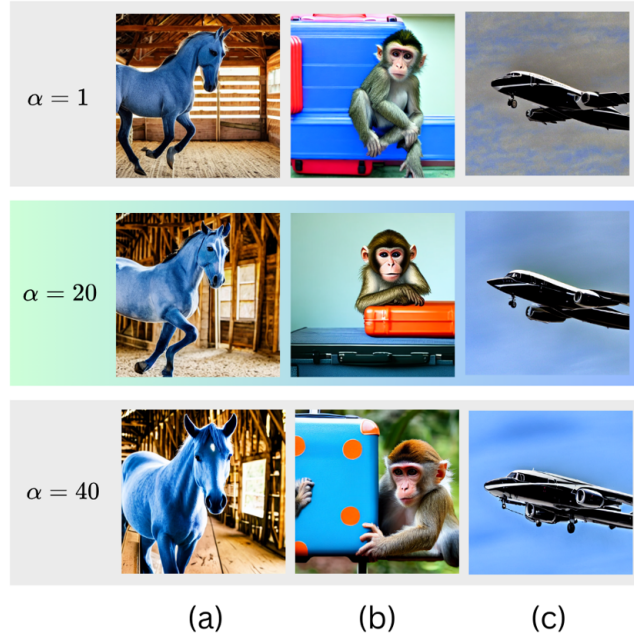 α = 1
α = 20
α = 40
(a) (b) (c)